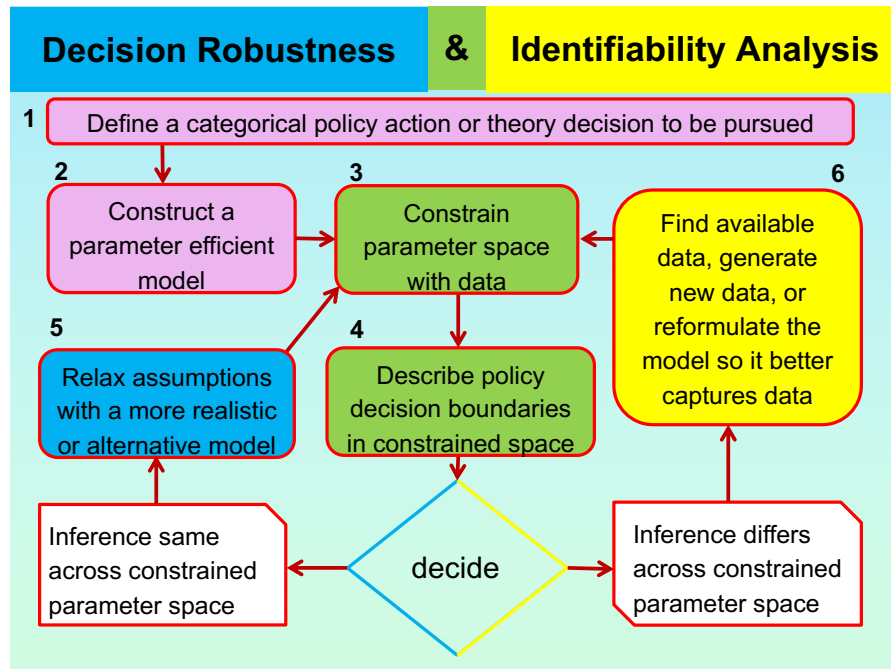 Decision Robustness & Identifiability Analysis
1
Define a categorical policy action or theory decision to be pursued
2
Construct a
parameter efficient
model
3
Constrain
parameter space
with data
6
Find available
data, generate
new data, or
reformulate the
model so it better
captures data
5
Relax assumptions
with a more realistic
or alternative model
4
Describe policy
decision boundaries
in constrained space
Inference same
across constrained
parameter space
decide
Inference differs
across constrained
parameter space